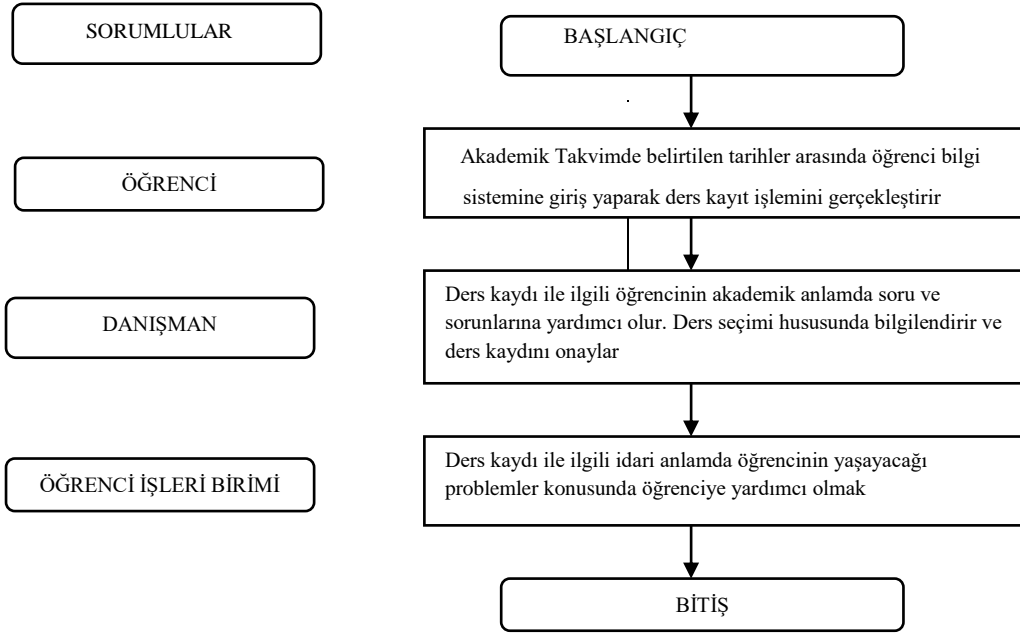 SORUMLULAR
BAŞLANGIÇ
ÖĞRENCİ
Akademik Takvimde belirtilen tarihler arasında öğrenci bilgi
sistemine giriş yaparak ders kayıt işlemini gerçekleştirir
DANIŞMAN
Ders kaydı ile ilgili öğrencinin akademik anlamda soru ve
sorunlarına yardımcı olur. Ders seçimi hususunda bilgilendirir ve
ders kaydını onaylar
ÖĞRENCİ İŞLERİ BİRİMİ
Ders kaydı ile ilgili idari anlamda öğrencinin yaşayacağı
problemler konusunda öğrenciye yardımcı olmak
BİTİŞ